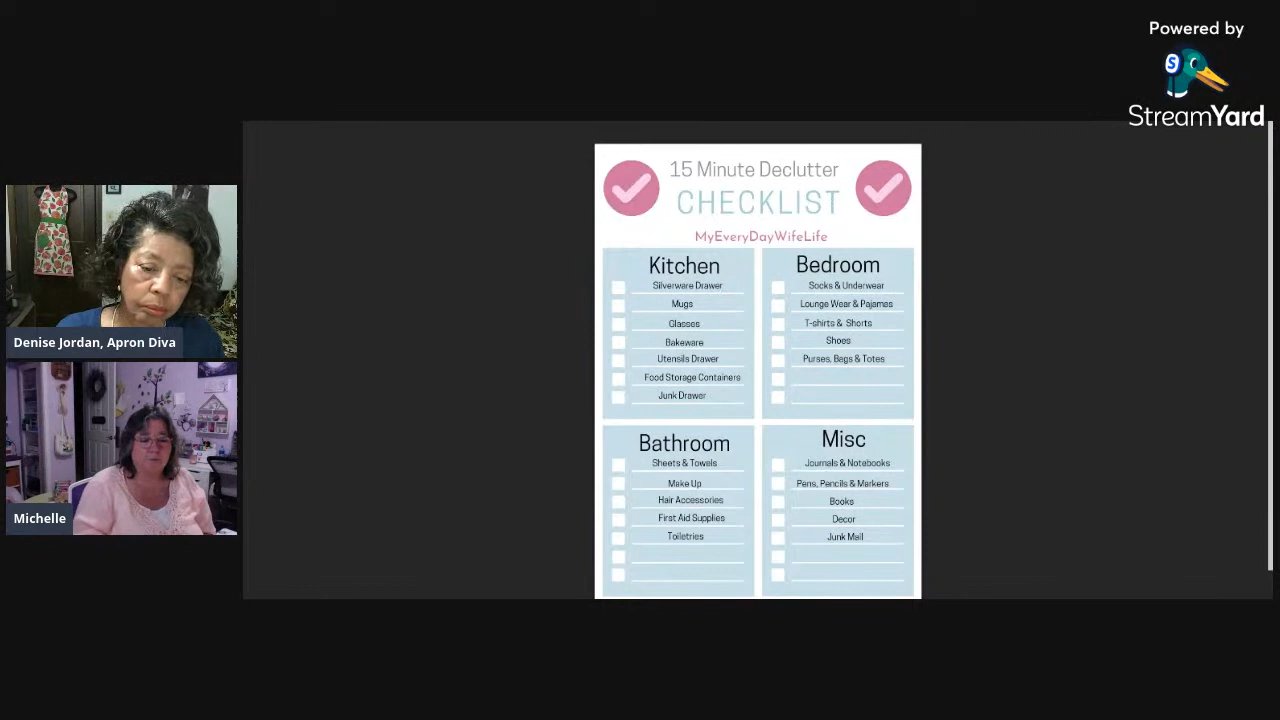 Powered by
StreamYard
Denise Jordan, Apron Diva
Michelle
15 Minute Declutter
CHECKLIST
MyEveryDayWifeLife
Kitchen
Silverware Drawer
Mugs
Glasses
Bakeware
Utensils Drawer
Food Storage Containers
Junk Drawer
Bedroom
Socks & Underwear
Lounge Wear & Pajamas
T-shirts & Shorts
Shoes
Purses, Bags & Totes
Bathroom
Sheets & Towels
Make Up
Hair Accessories
First Aid Supplies
Toiletries
Misc
Journals & Notebooks
Pens, Pencils & Markers
Books
Decor
Junk Mail